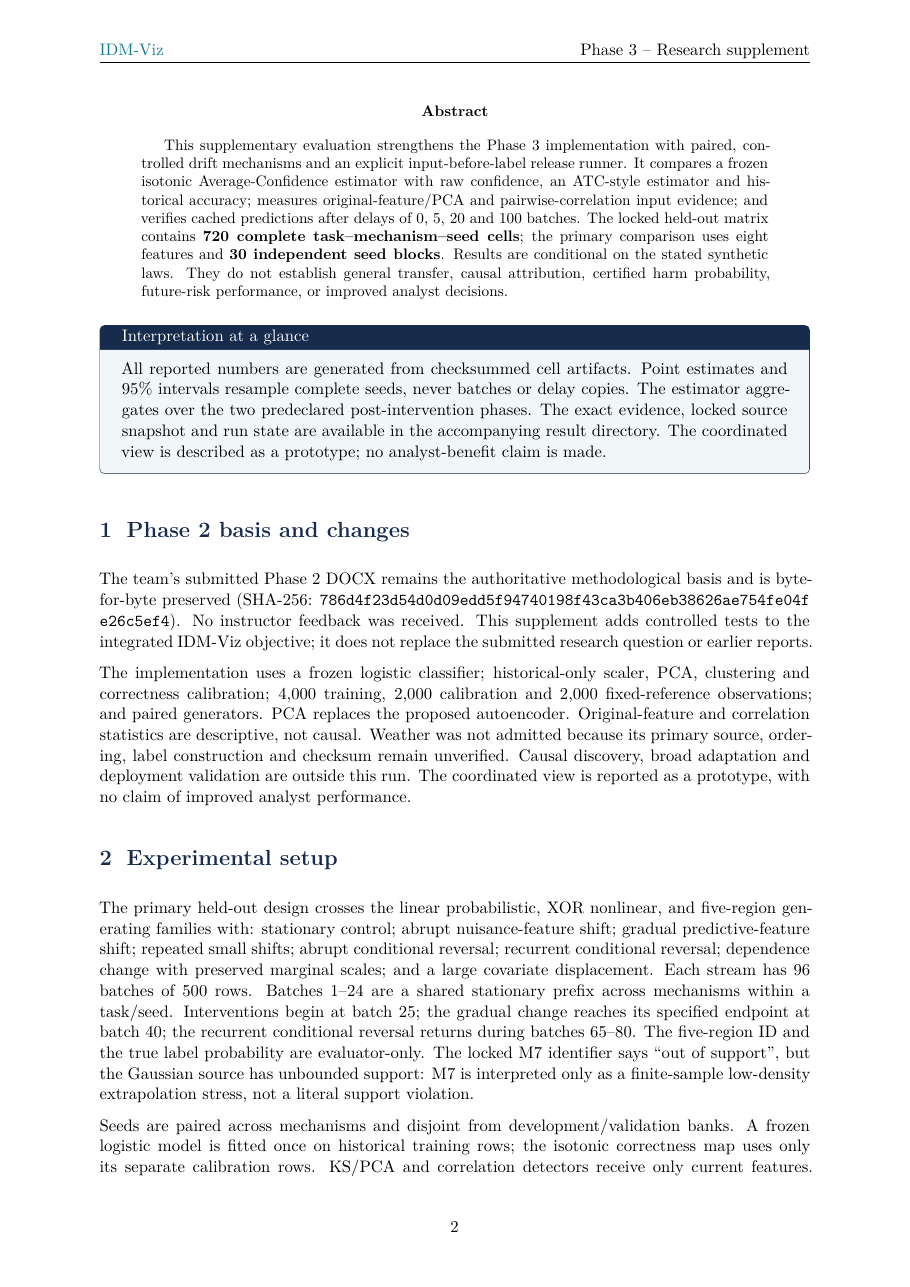 IDM-Viz
Phase 3 – Research supplement
Abstract
This supplementary evaluation strengthens the Phase 3 implementation with paired, con-
trolled drift mechanisms and an explicit input-before-label release runner. It compares a frozen
isotonic Average-Confidence estimator with raw confidence, an ATC-style estimator and his-
torical accuracy; measures original-feature/PCA and pairwise-correlation input evidence; and
verifies cached predictions after delays of 0, 5, 20 and 100 batches. The locked held-out matrix
contains 720 complete task–mechanism–seed cells; the primary comparison uses eight
features and 30 independent seed blocks. Results are conditional on the stated synthetic
laws. They do not establish general transfer, causal attribution, certified harm probability,
future-risk performance, or improved analyst decisions.
Interpretation at a glance
All reported numbers are generated from checksummed cell artifacts. Point estimates and
95% intervals resample complete seeds, never batches or delay copies. The estimator aggre-
gates over the two predeclared post-intervention phases. The exact evidence, locked source
snapshot and run state are available in the accompanying result directory. The coordinated
view is described as a prototype; no analyst-benefit claim is made.
1 Phase 2 basis and changes
The team's submitted Phase 2 DOCX remains the authoritative methodological basis and is byte-
for-byte preserved (SHA-256: 786d4f23d54d0d09edd5f94740198f43ca3b406eb38626ae754fe04f
e26c5ef4). No instructor feedback was received. This supplement adds controlled tests to the
integrated IDM-Viz objective; it does not replace the submitted research question or earlier reports.
The implementation uses a frozen logistic classifier; historical-only scaler, PCA, clustering and
correctness calibration; 4,000 training, 2,000 calibration and 2,000 fixed-reference observations;
and paired generators. PCA replaces the proposed autoencoder. Original-feature and correlation
statistics are descriptive, not causal. Weather was not admitted because its primary source, order-
ing, label construction and checksum remain unverified. Causal discovery, broad adaptation and
deployment validation are outside this run. The coordinated view is reported as a prototype, with
no claim of improved analyst performance.
2 Experimental setup
The primary held-out design crosses the linear probabilistic, XOR nonlinear, and five-region gen-
erating families with: stationary control; abrupt nuisance-feature shift; gradual predictive-feature
shift; repeated small shifts; abrupt conditional reversal; recurrent conditional reversal; dependence
change with preserved marginal scales; and a large covariate displacement. Each stream has 96
batches of 500 rows. Batches 1–24 are a shared stationary prefix across mechanisms within a
task/seed. Interventions begin at batch 25; the gradual change reaches its specified endpoint at
batch 40; the recurrent conditional reversal returns during batches 65–80. The five-region ID and
the true label probability are evaluator-only. The locked M7 identifier says “out of support”, but
the Gaussian source has unbounded support: M7 is interpreted only as a finite-sample low-density
extrapolation stress, not a literal support violation.
Seeds are paired across mechanisms and disjoint from development/validation banks. A frozen
logistic model is fitted once on historical training rows; the isotonic correctness map uses only
its separate calibration rows. KS/PCA and correlation detectors receive only current features.
2